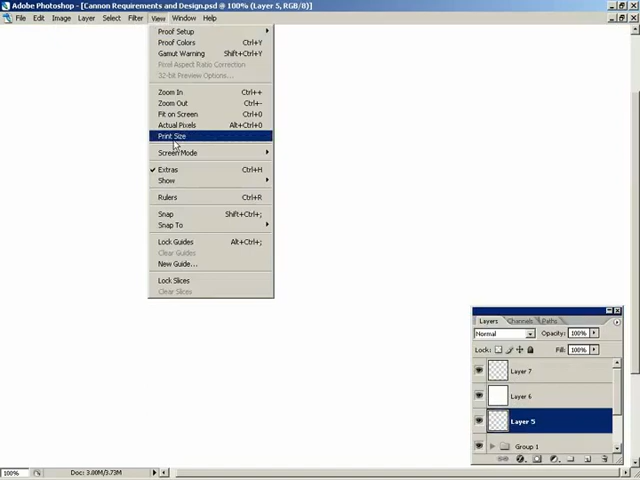 Adobe Photoshop - [Cannon Requirements and Design.psd @ 100% (Layer 5, RGB/8)]
File Edit Image Layer Select Filter View Window Help
Proof Setup
Proof Colors Ctrl+Y
Gamut Warning Shift+Ctrl+Y
Pixel Aspect Ratio Correction
32-bit Preview Options...
Zoom In Ctrl++
Zoom Out Ctrl+-
Fit on Screen Ctrl+0
Actual Pixels Alt+Ctrl+0
Print Size
Screen Mode
Extras Ctrl+H
Show
Rulers Ctrl+R
Snap Shift+Ctrl+;
Snap To
Lock Guides Alt+Ctrl+;
Clear Guides
New Guide...
Lock Slices
Clear Slices
Layers Channels Paths
Normal Opacity: 100%
Lock: Fill: 100%
Layer 7
Layer 6
Layer 5
Group 1
100% Doc: 3.00M/3.73M